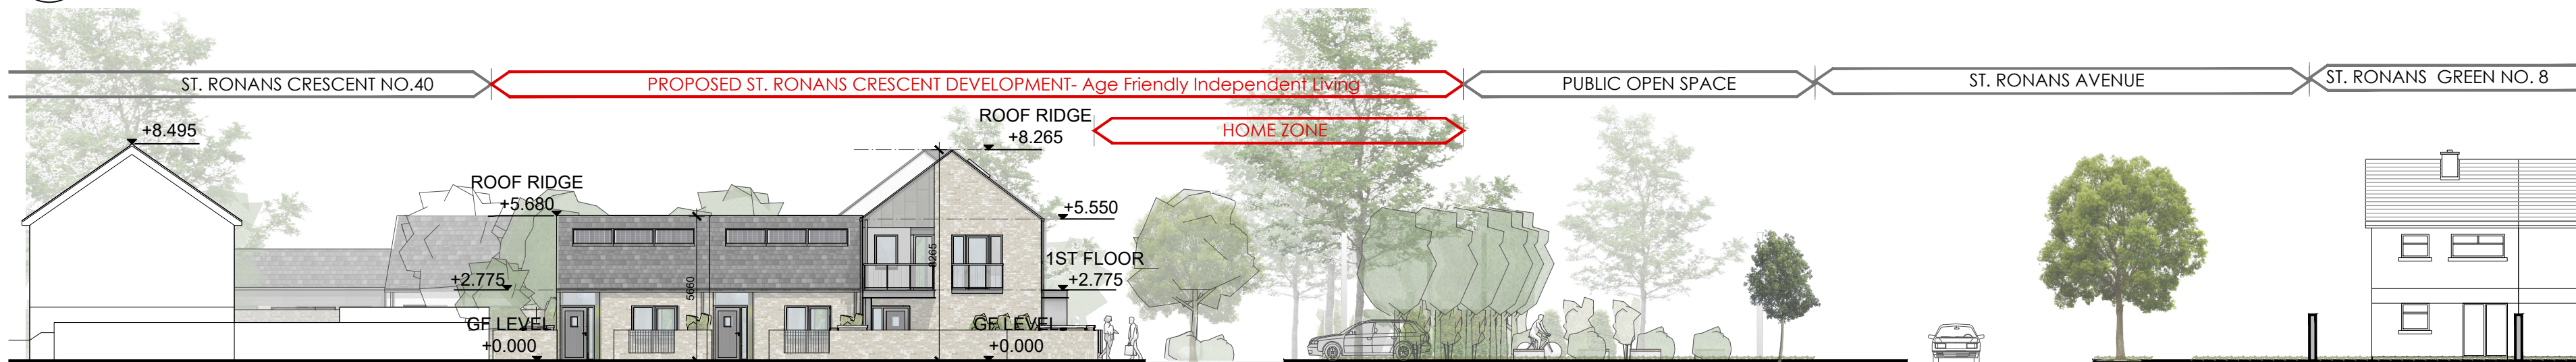 ST. RONANS CRESCENT NO.40
PROPOSED ST. RONANS CRESCENT DEVELOPMENT- Age Friendly Independent Living
PUBLIC OPEN SPACE
ST. RONANS AVENUE
ST. RONANS GREEN NO. 8
HOME ZONE
+8.495
ROOF RIDGE
+8.265
ROOF RIDGE
+5.680
+5.550
8265
1ST FLOOR
+2.775
+2.775
5660
GF LEVEL
+0.000
GF LEVEL
+0.000